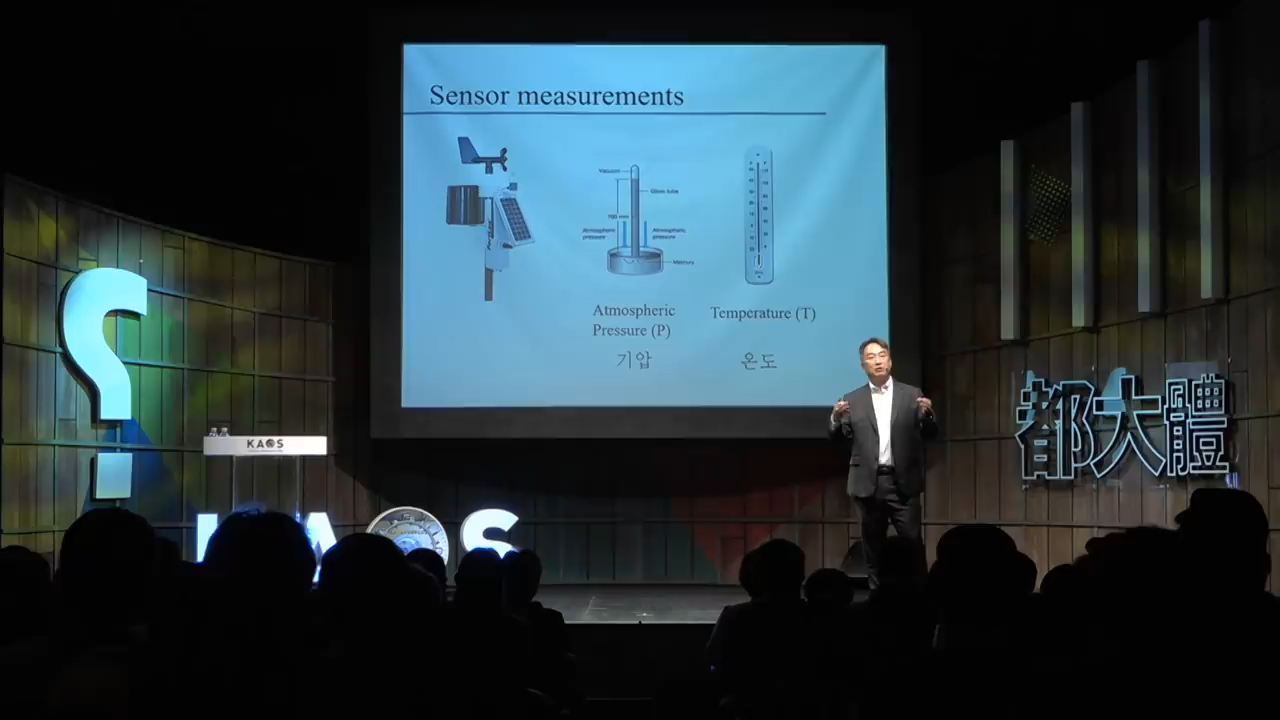 Sensor measurements
Vacuum
Glass tube
760 mm
Atmospheric
pressure
Atmospheric
pressure
Mercury
Atmospheric
Pressure (P)
기압
Temperature (T)
온도
KAOS
KAOS
都大體
?